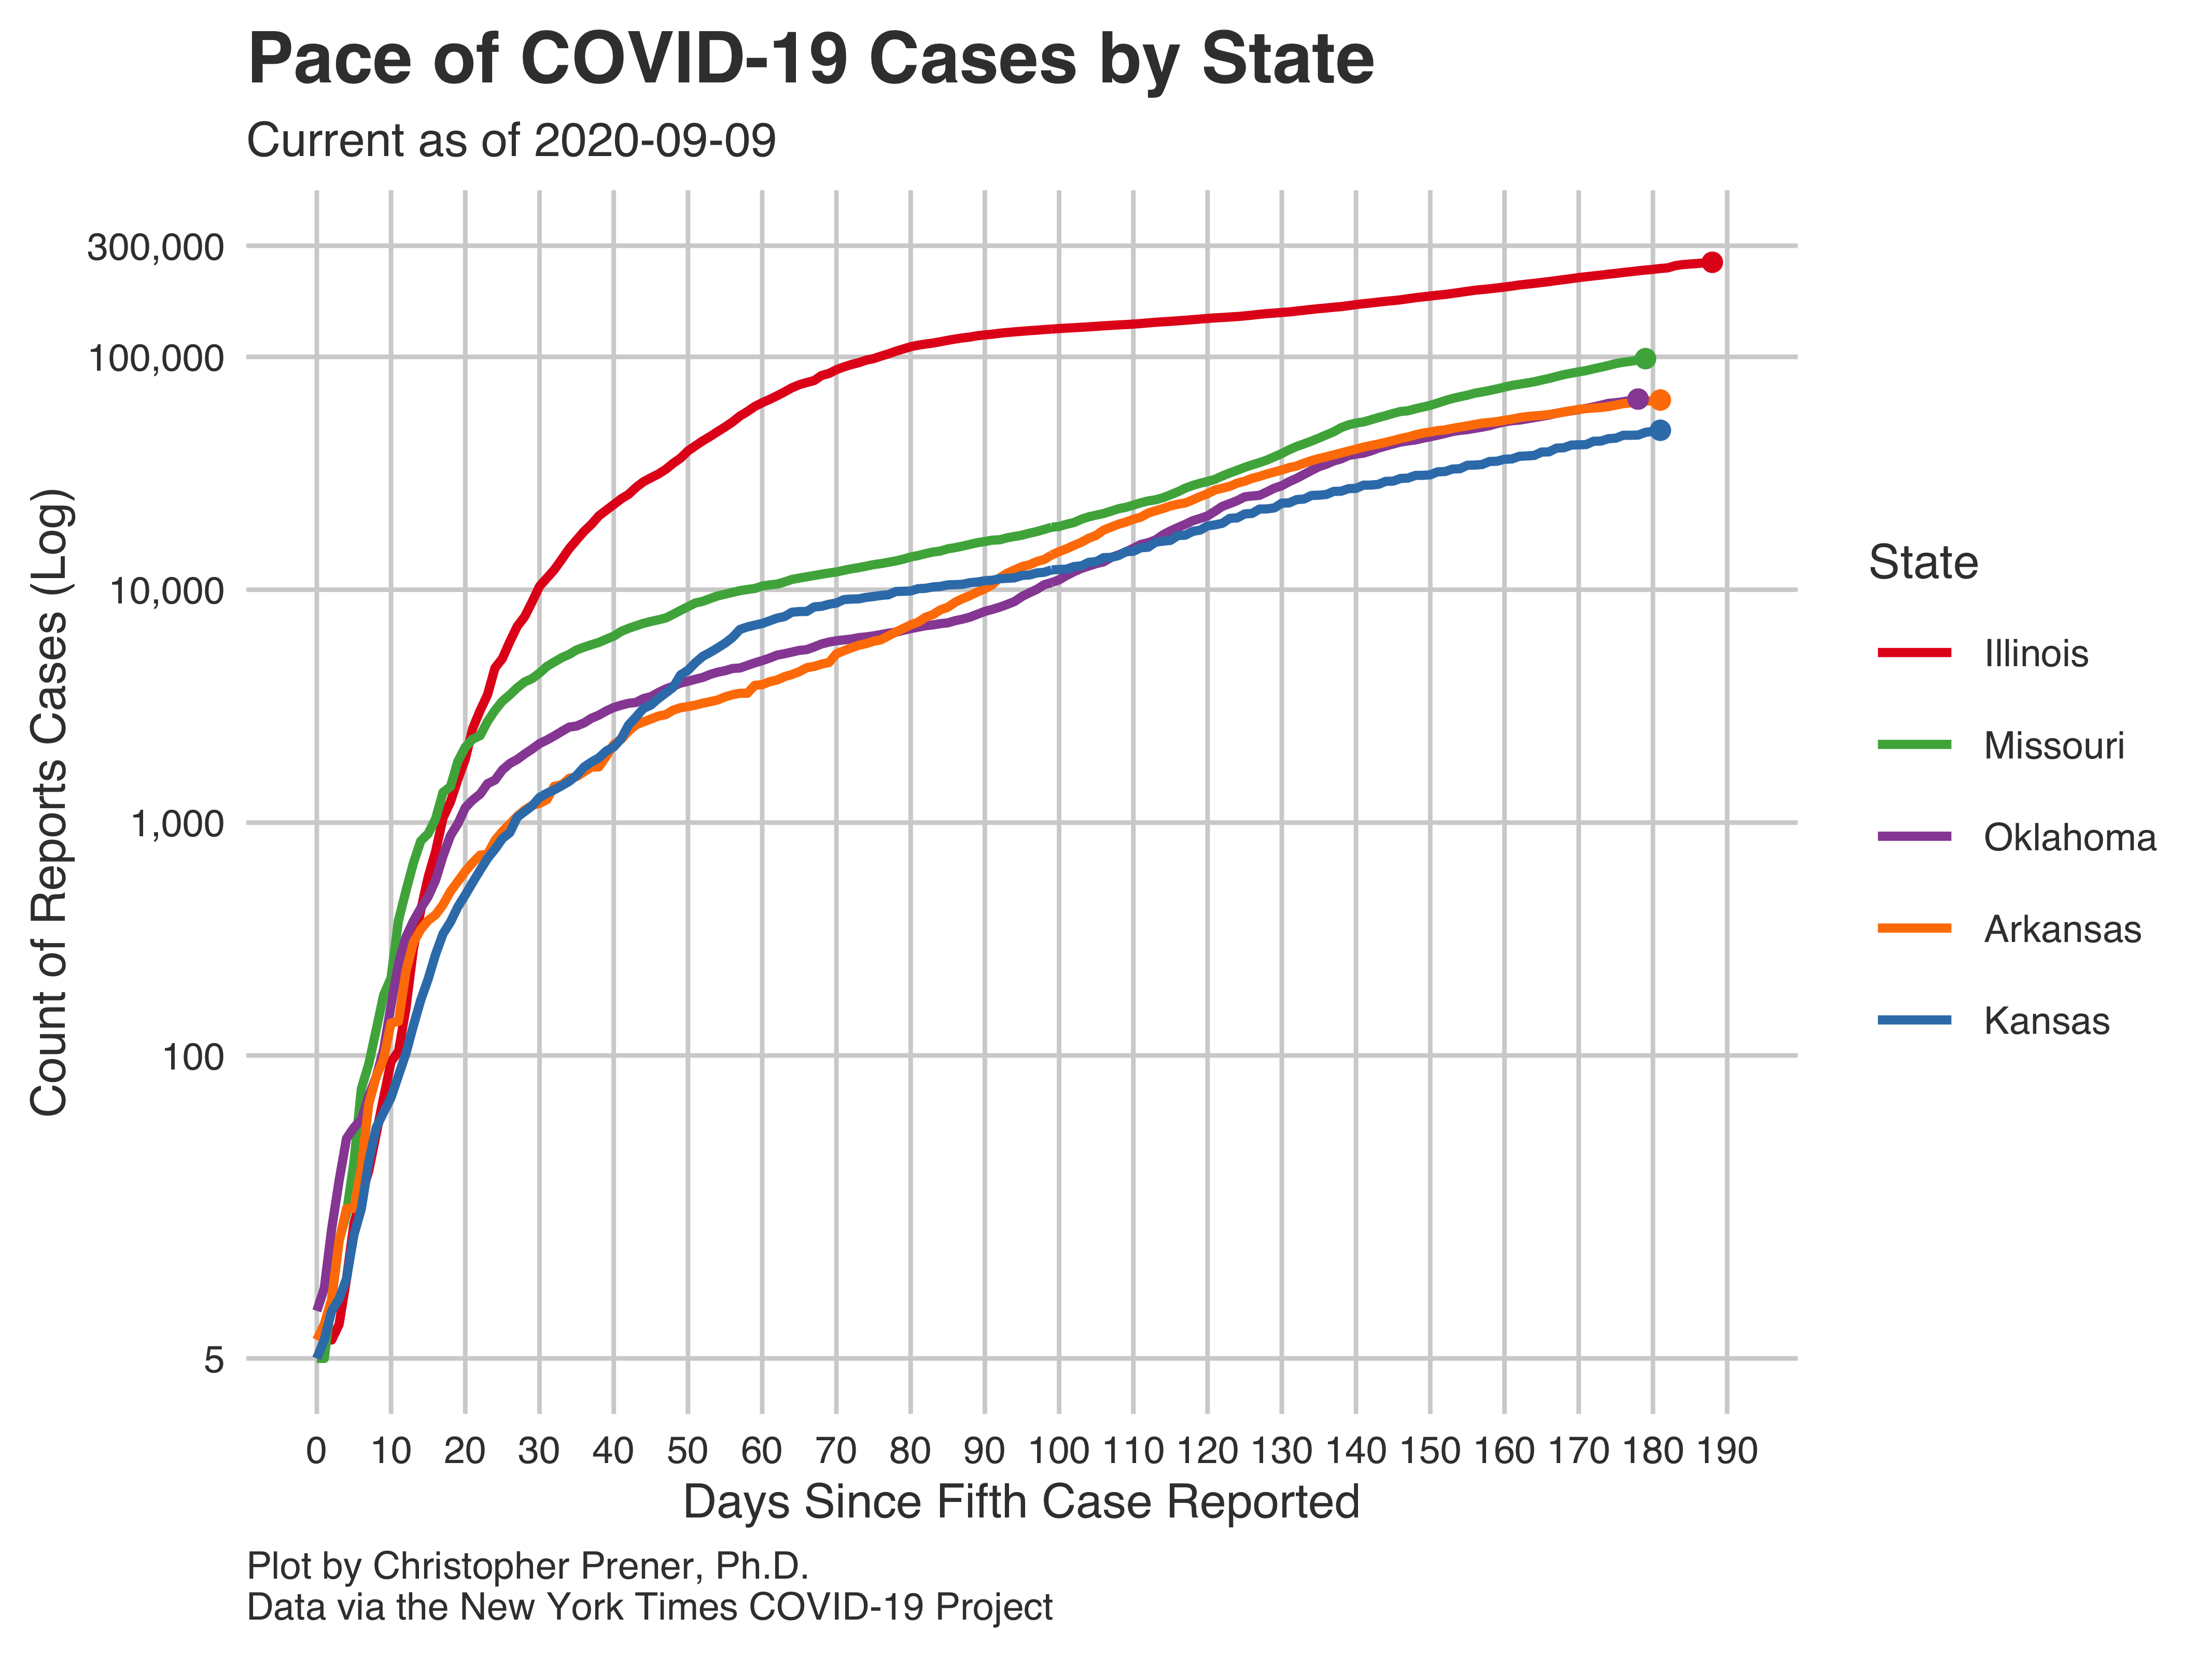 Pace of COVID-19 Cases by State
Current as of 2020-09-09
300,000
100,000
10,000
1,000
100
5
Count of Reports Cases (Log)
0 10 20 30 40 50 60 70 80 90 100 110 120 130 140 150 160 170 180 190
Days Since Fifth Case Reported
State
Illinois
Missouri
Oklahoma
Arkansas
Kansas
Plot by Christopher Prener, Ph.D.
Data via the New York Times COVID-19 Project